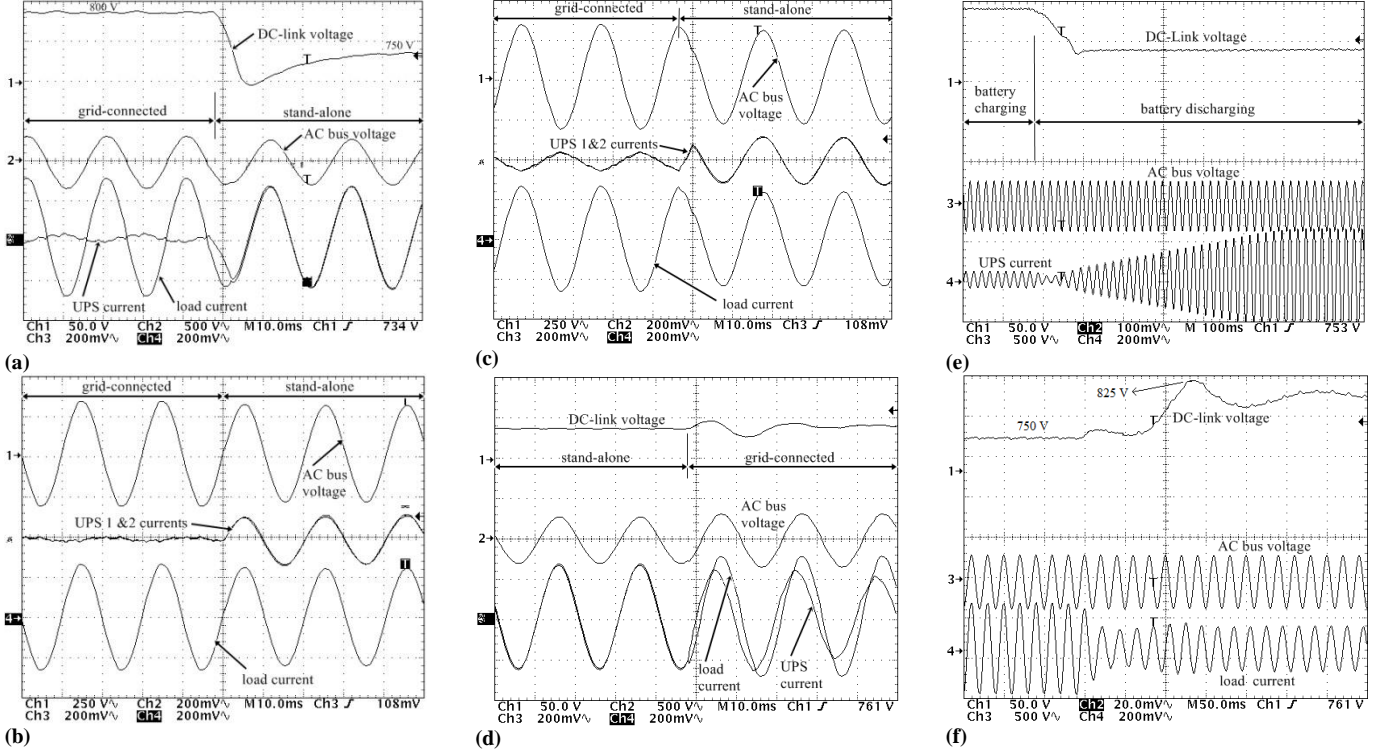 800 V
DC-link voltage
T
750 V
1
grid-connected
stand-alone
AC bus voltage
2
T
UPS current
load current
Ch1 50.0 V Ch2 500 V∿ M10.0ms Ch1 ʃ 734 V
Ch3 200mV∿ Ch4 200mV∿
(a)
grid-connected
stand-alone
1
AC bus
voltage
UPS 1 &2 currents
T
4
load current
Ch1 250 V∿ Ch2 200mV∿ M10.0ms Ch3 ʃ 108mV
Ch3 200mV∿ Ch4 200mV∿
(b)
grid-connected
stand-alone
T
1
AC bus
voltage
UPS 1&2 currents
T
4
load current
Ch1 250 V∿ Ch2 200mV∿ M10.0ms Ch3 ʃ 108mV
Ch3 200mV∿ Ch4 200mV∿
(c)
DC-link voltage
1
stand-alone
grid-connected
AC bus
voltage
2
load
current
UPS
current
Ch1 50.0 V Ch2 500 V∿ M10.0ms Ch1 ʃ 761 V
Ch3 200mV∿ Ch4 200mV∿
(d)
T
DC-Link voltage
1
battery
charging
battery discharging
AC bus voltage
3
T
UPS current
4
T
Ch1 50.0 V Ch2 100mV∿ M 100ms Ch1 ʃ 753 V
Ch3 500 V∿ Ch4 200mV∿
(e)
825 V
750 V
T
DC-link voltage
1
AC bus voltage
3
T
T
4
load current
Ch1 50.0 V Ch2 20.0mV∿ M50.0ms Ch1 ʃ 761 V
Ch3 500 V∿ Ch4 200mV∿
(f)